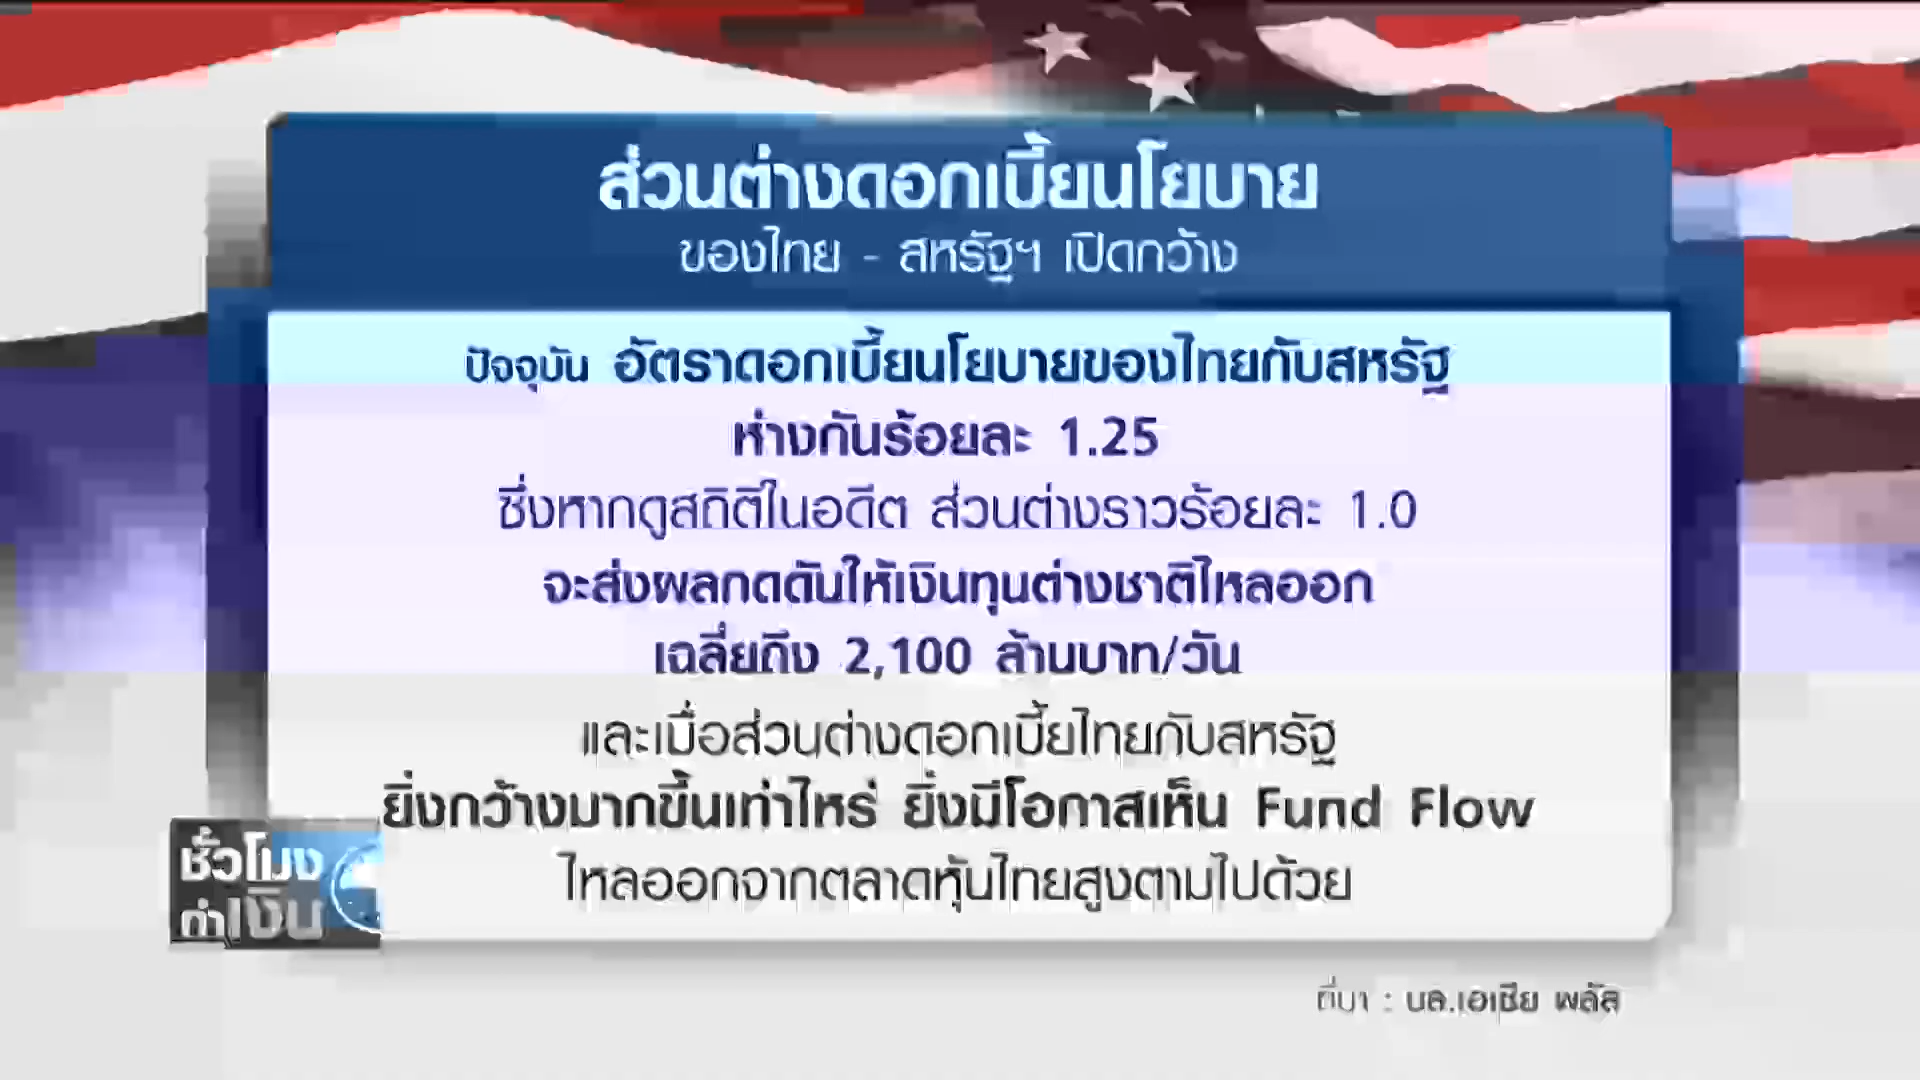 ส่วนต่างดอกเบี้ยนโยบาย
ของไทย - สหรัฐฯ เปิดกว้าง
ปัจจุบัน อัตราดอกเบี้ยนโยบายของไทยกับสหรัฐ
ห่างกันร้อยละ 1.25
ซึ่งหากดูสถิติในอดีต ส่วนต่างราวร้อยละ 1.0
จะส่งผลกดดันให้เงินทุนต่างชาติไหลออก
เฉลี่ยถึง 2,100 ล้านบาท/วัน
และเมื่อส่วนต่างดอกเบี้ยไทยกับสหรัฐ
ยิ่งกว้างมากขึ้นเท่าไหร่ ยิ่งมีโอกาสเห็น Fund Flow
ไหลออกจากตลาดหุ้นไทยสูงตามไปด้วย
ชั่วโมง
ทำเงิน
ที่มา : บล.เอเซีย พลัส